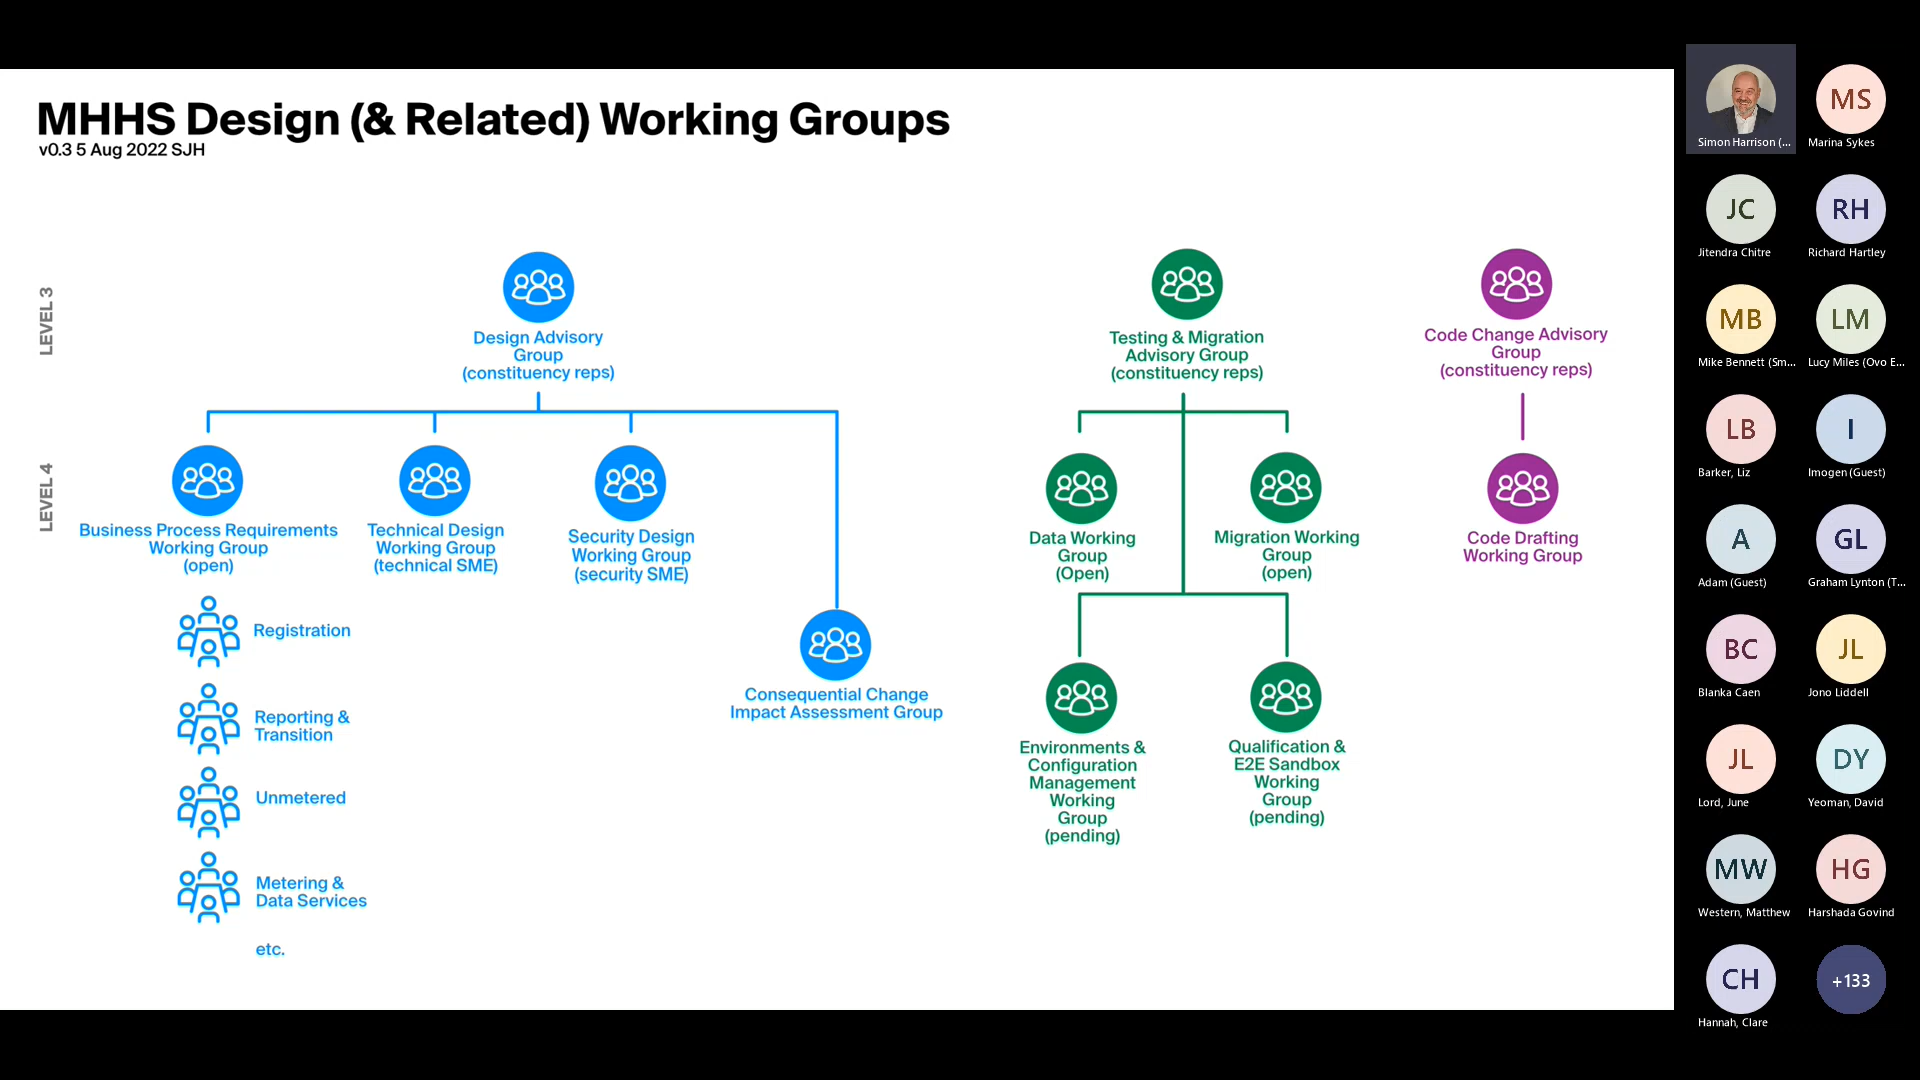 MHHS Design (& Related) Working Groups
v0.3 5 Aug 2022 SJH
LEVEL 3
Design Advisory
Group
(constituency reps)
Testing & Migration
Advisory Group
(constituency reps)
Code Change Advisory
Group
(constituency reps)
LEVEL 4
Business Process Requirements
Working Group
(open)
Technical Design
Working Group
(technical SME)
Security Design
Working Group
(security SME)
Data Working
Group
(Open)
Migration Working
Group
(open)
Code Drafting
Working Group
Registration
Reporting &
Transition
Unmetered
Metering &
Data Services
etc.
Consequential Change
Impact Assessment Group
Environments &
Configuration
Management
Working
Group
(pending)
Qualification &
E2E Sandbox
Working
Group
(pending)
Simon Harrison (...
MS
Marina Sykes
JC
Jitendra Chitre
RH
Richard Hartley
MB
Mike Bennett (Sm...
LM
Lucy Miles (Ovo E...
LB
Barker, Liz
I
Imogen (Guest)
A
Adam (Guest)
GL
Graham Lynton (T...
BC
Blanka Caen
JL
Jono Liddell
JL
Lord, June
DY
Yeoman, David
MW
Western, Matthew
HG
Harshada Govind
CH
Hannah, Clare
+133